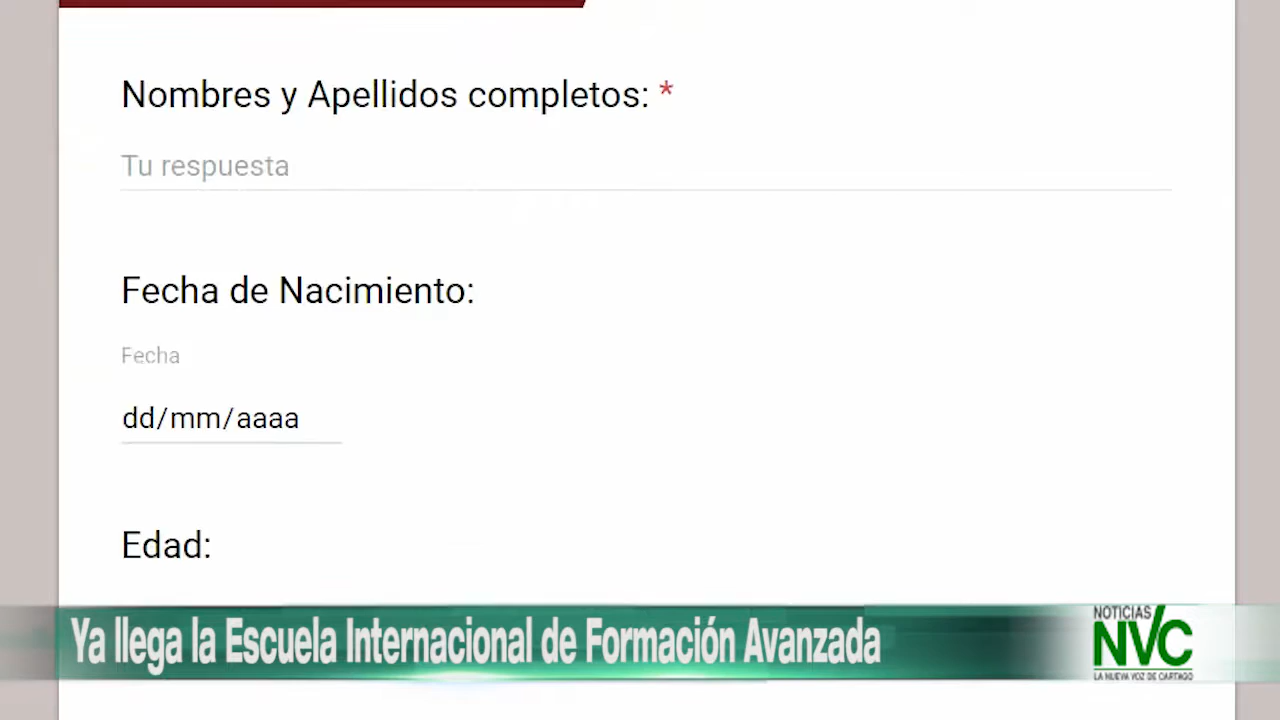 Nombres y Apellidos completos: *
Tu respuesta
Fecha de Nacimiento:
Fecha
dd/mm/aaaa
Edad:
Ya llega la Escuela Internacional de Formación Avanzada
NOTICIAS
NVC
LA NUEVA VOZ DE CARTAGO